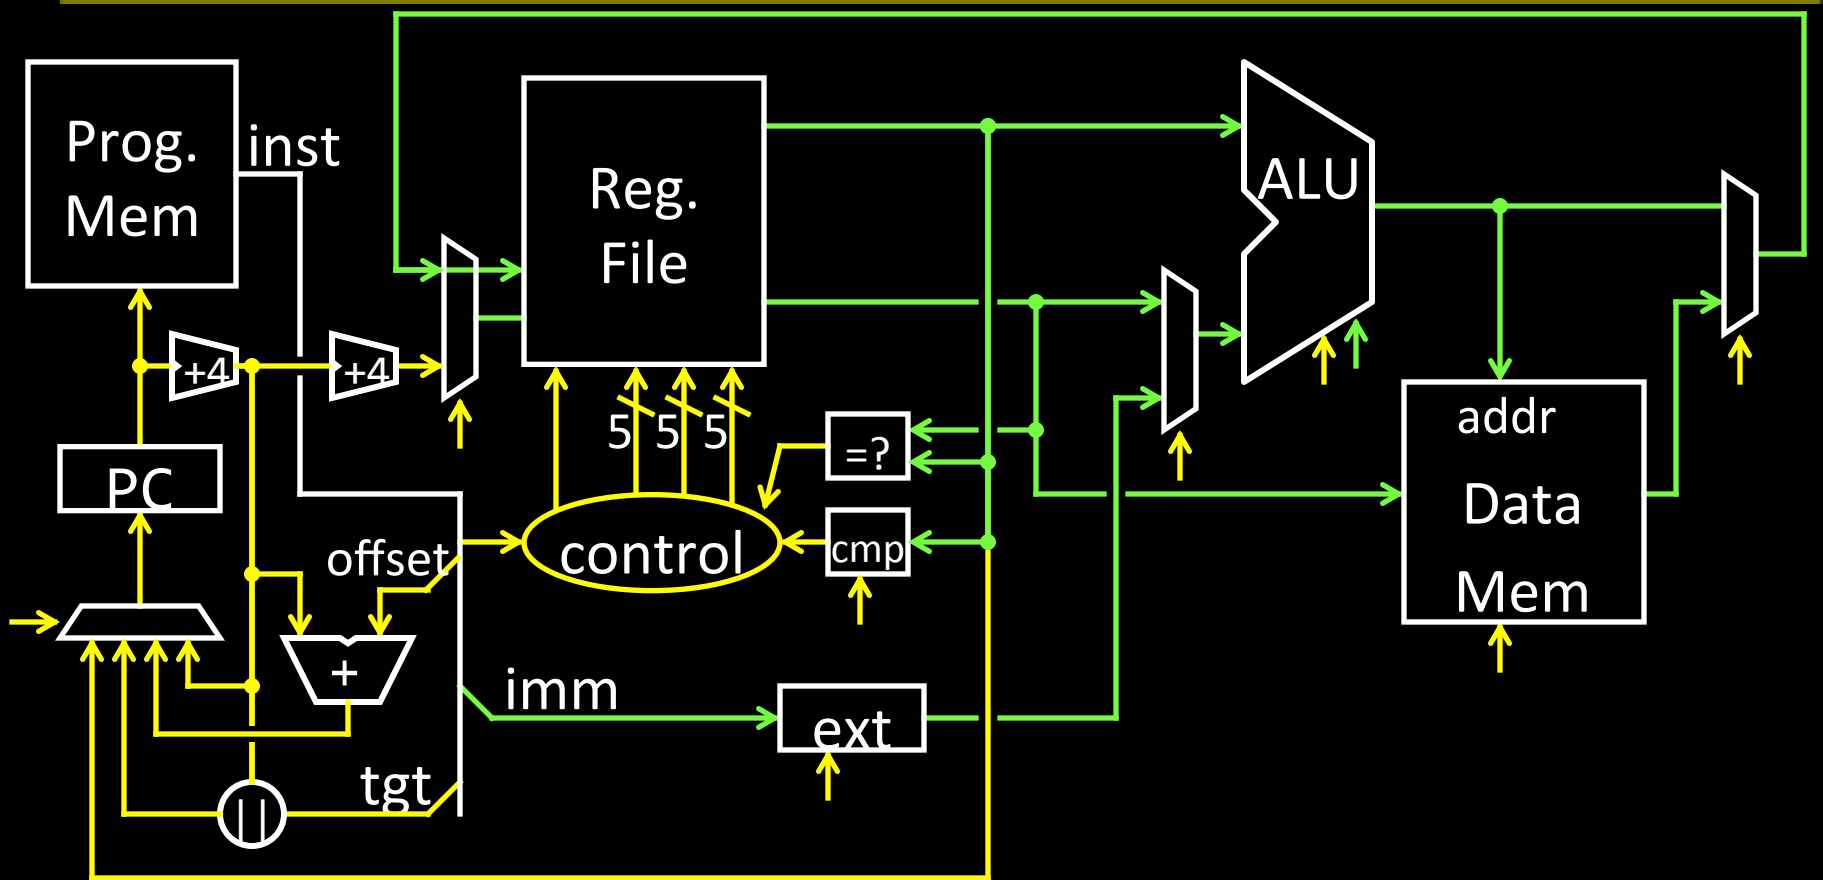 Prog.
Mem
inst
Reg.
File
ALU
+4
+4
5
5
5
=?
addr
PC
Data
control
cmp
offset
Mem
+
imm
ext
tgt
||